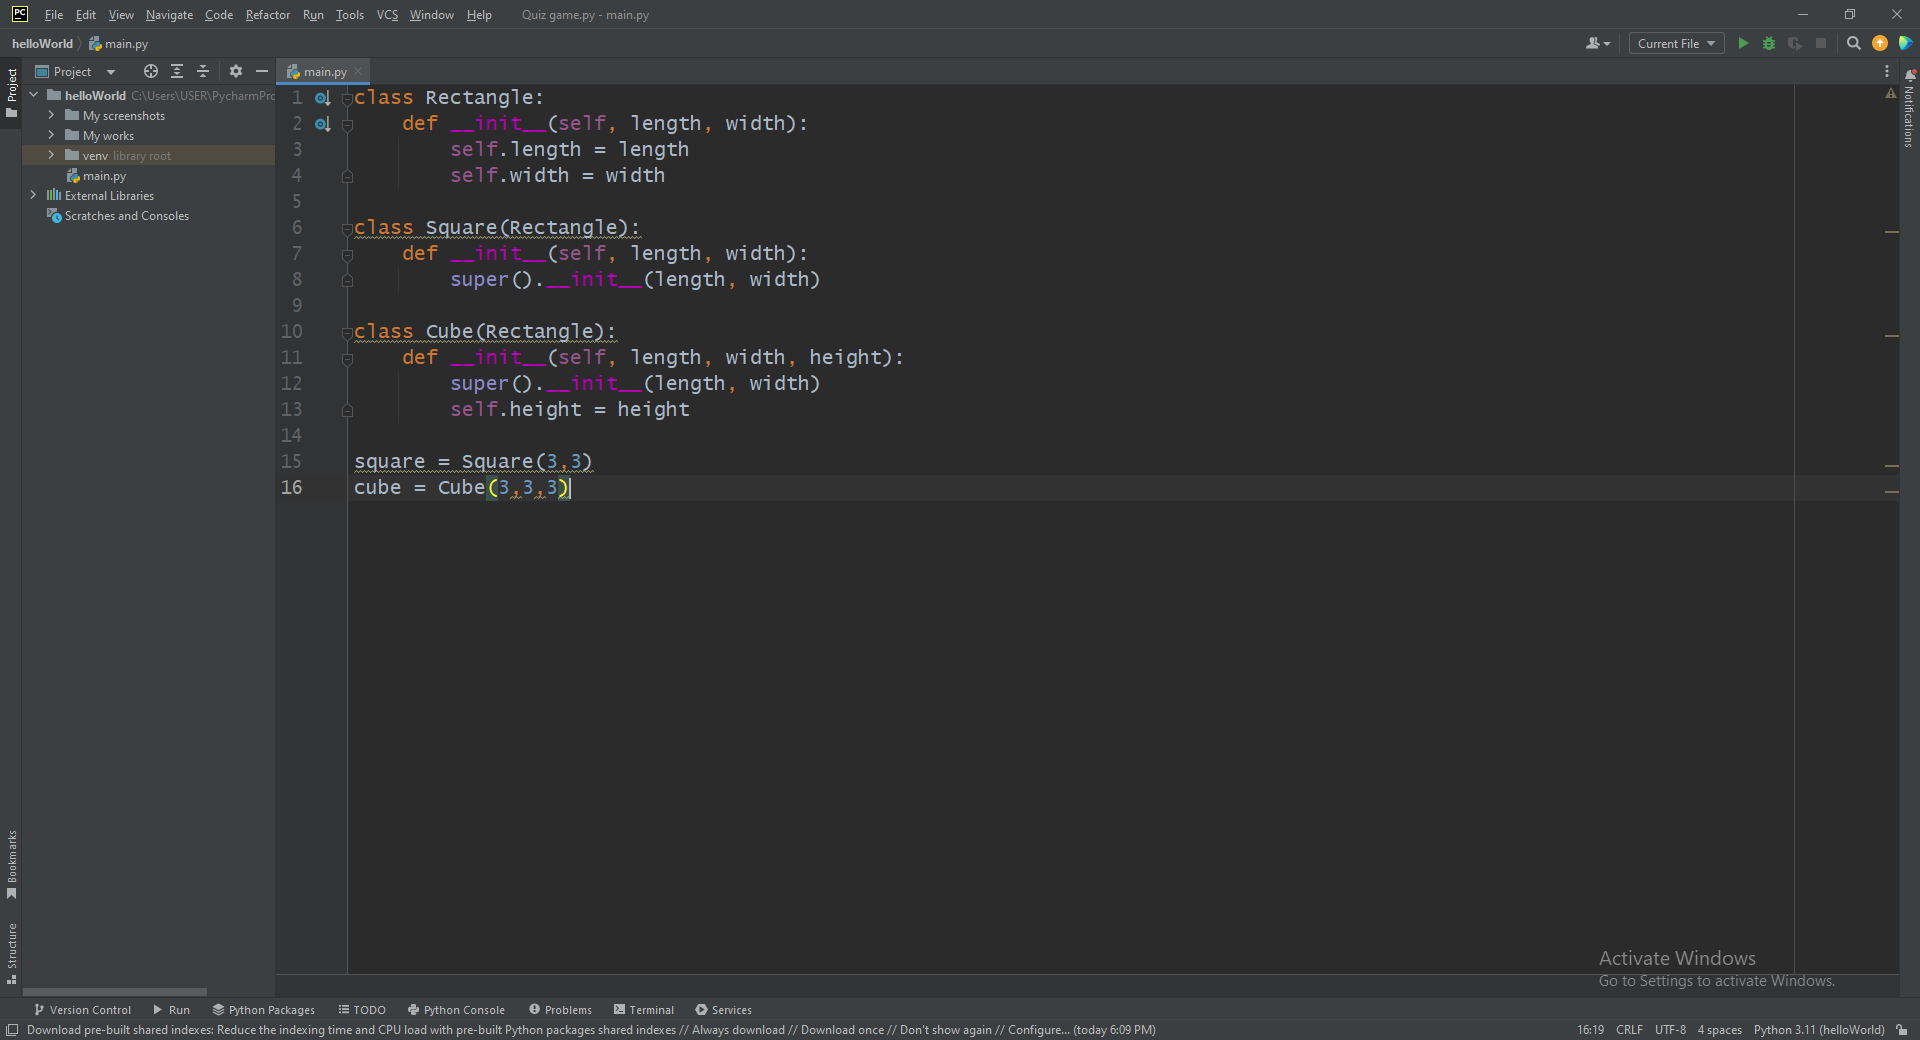 PC File Edit View Navigate Code Refactor Run Tools VCS Window Help Quiz game.py - main.py
helloWorld main.py Current File
Project main.py
Project
helloWorld C:\Users\USER\PycharmPro
My screenshots
My works
venv library root
main.py
External Libraries
Scratches and Consoles
Notifications
1 class Rectangle:
2 def __init__(self, length, width):
3 self.length = length
4 self.width = width
5
6 class Square(Rectangle):
7 def __init__(self, length, width):
8 super().__init__(length, width)
9
10 class Cube(Rectangle):
11 def __init__(self, length, width, height):
12 super().__init__(length, width)
13 self.height = height
14
15 square = Square(3,3)
16 cube = Cube(3,3,3)
Bookmarks
Structure
Activate Windows
Go to Settings to activate Windows.
Version Control Run Python Packages TODO Python Console Problems Terminal Services
Download pre-built shared indexes: Reduce the indexing time and CPU load with pre-built Python packages shared indexes // Always download // Download once // Don't show again // Configure... (today 6:09 PM) 16:19 CRLF UTF-8 4 spaces Python 3.11 (helloWorld)